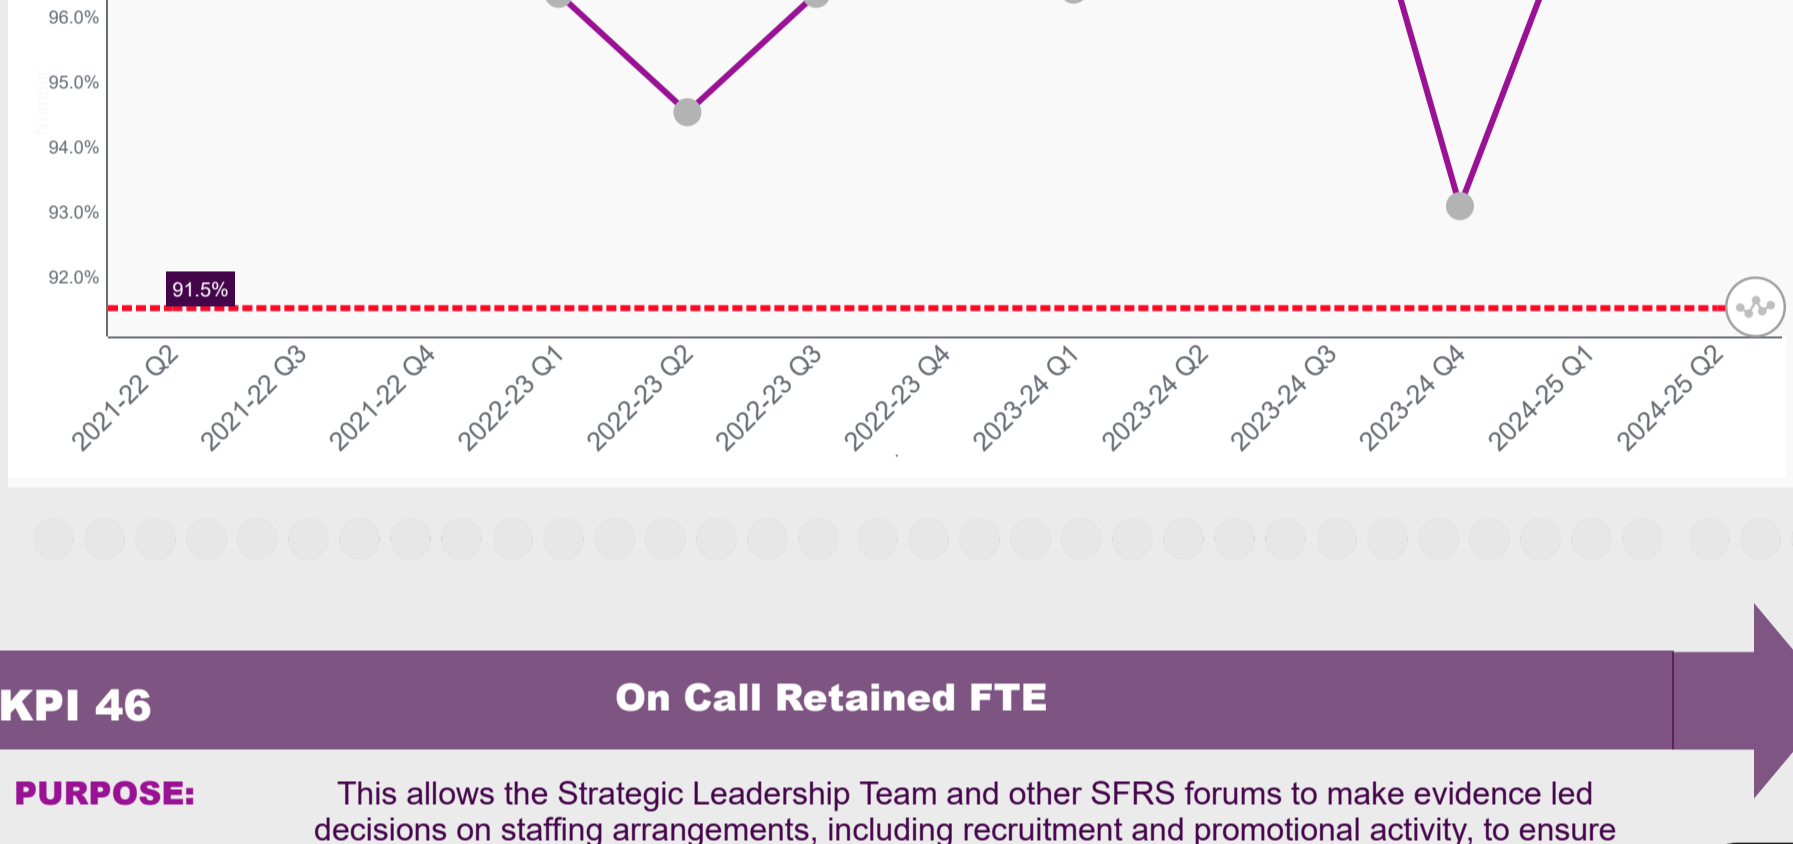 96.0%
95.0%
Number
94.0%
93.0%
92.0%
91.5%
2021-22 Q2
2021-22 Q3
2021-22 Q4
2022-23 Q1
2022-23 Q2
2022-23 Q3
2022-23 Q4
2023-24 Q1
2023-24 Q2
2023-24 Q3
2023-24 Q4
2024-25 Q1
2024-25 Q2
KPI 46
On Call Retained FTE
PURPOSE:
This allows the Strategic Leadership Team and other SFRS forums to make evidence led
decisions on staffing arrangements, including recruitment and promotional activity, to ensure